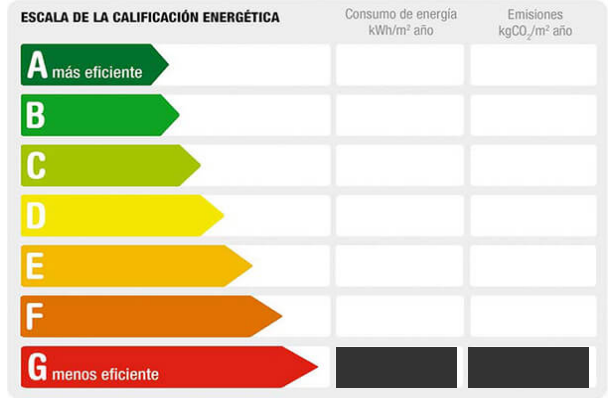 ESCALA DE LA CALIFICACIÓN ENERGÉTICA
Consumo de energía
kWh/m² año
Emisiones
kgCO₂/m² año
A más eficiente
B
C
D
E
F
G menos eficiente